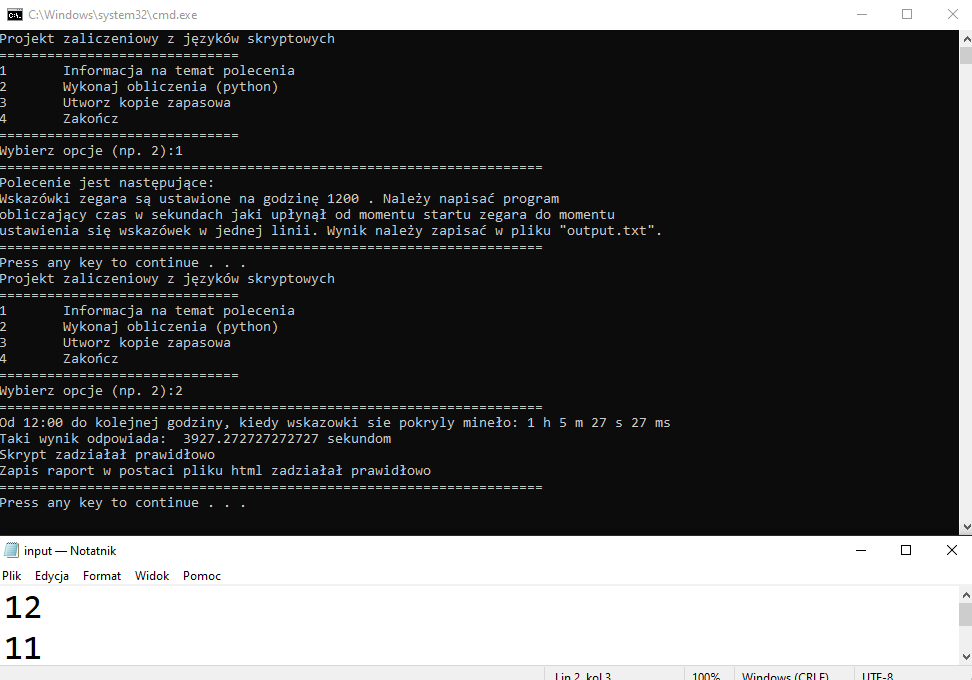 C:\Windows\system32\cmd.exe
Projekt zaliczeniowy z języków skryptowych
==============================
1 Informacja na temat polecenia
2 Wykonaj obliczenia (python)
3 Utworz kopie zapasowa
4 Zakończ
==============================
Wybierz opcje (np. 2):1
====================================================================
Polecenie jest następujące:
Wskazówki zegara są ustawione na godzinę 1200 . Należy napisać program
obliczający czas w sekundach jaki upłynął od momentu startu zegara do momentu
ustawienia się wskazówek w jednej linii. Wynik należy zapisać w pliku "output.txt".
====================================================================
Press any key to continue . . .
Projekt zaliczeniowy z języków skryptowych
==============================
1 Informacja na temat polecenia
2 Wykonaj obliczenia (python)
3 Utworz kopie zapasowa
4 Zakończ
==============================
Wybierz opcje (np. 2):2
====================================================================
Od 12:00 do kolejnej godziny, kiedy wskazowki sie pokryly mineło: 1 h 5 m 27 s 27 ms
Taki wynik odpowiada:  3927.272727272727 sekundom
Skrypt zadziałał prawidłowo
Zapis raport w postaci pliku html zadziałał prawidłowo
====================================================================
Press any key to continue . . .
input — Notatnik
Plik Edycja Format Widok Pomoc
12
11
Lin 2, kol 3 100% Windows (CRLF) UTF-8